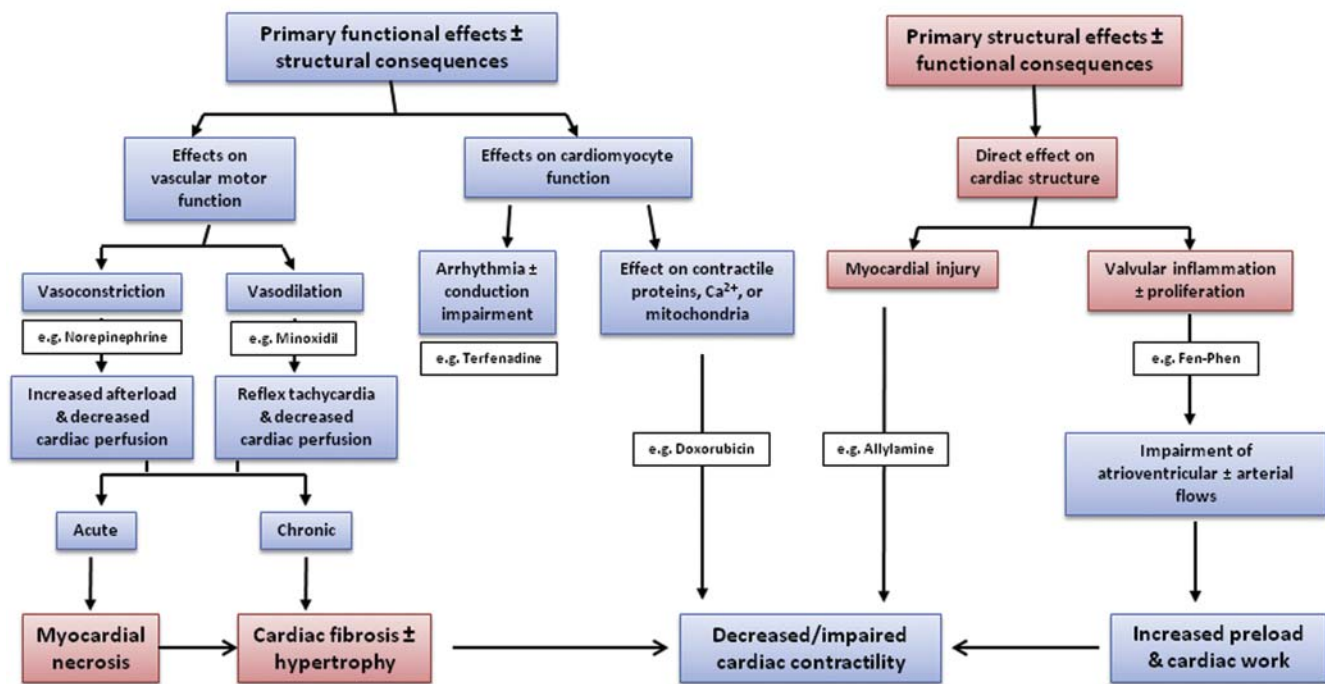 Primary functional effects ±
structural consequences
Primary structural effects ±
functional consequences
Effects on
vascular motor
function
Effects on cardiomyocyte
function
Direct effect on
cardiac structure
Vasoconstriction
Vasodilation
Arrhythmia ±
conduction
impairment
Effect on contractile
proteins, Ca²⁺, or
mitochondria
Myocardial injury
Valvular inflammation
± proliferation
e.g. Norepinephrine
e.g. Minoxidil
e.g. Terfenadine
e.g. Fen-Phen
Increased afterload
& decreased
cardiac perfusion
Reflex tachycardia
& decreased
cardiac perfusion
e.g. Doxorubicin
e.g. Allylamine
Impairment of
atrioventricular ± arterial
flows
Acute
Chronic
Myocardial
necrosis
Cardiac fibrosis ±
hypertrophy
Decreased/impaired
cardiac contractility
Increased preload
& cardiac work